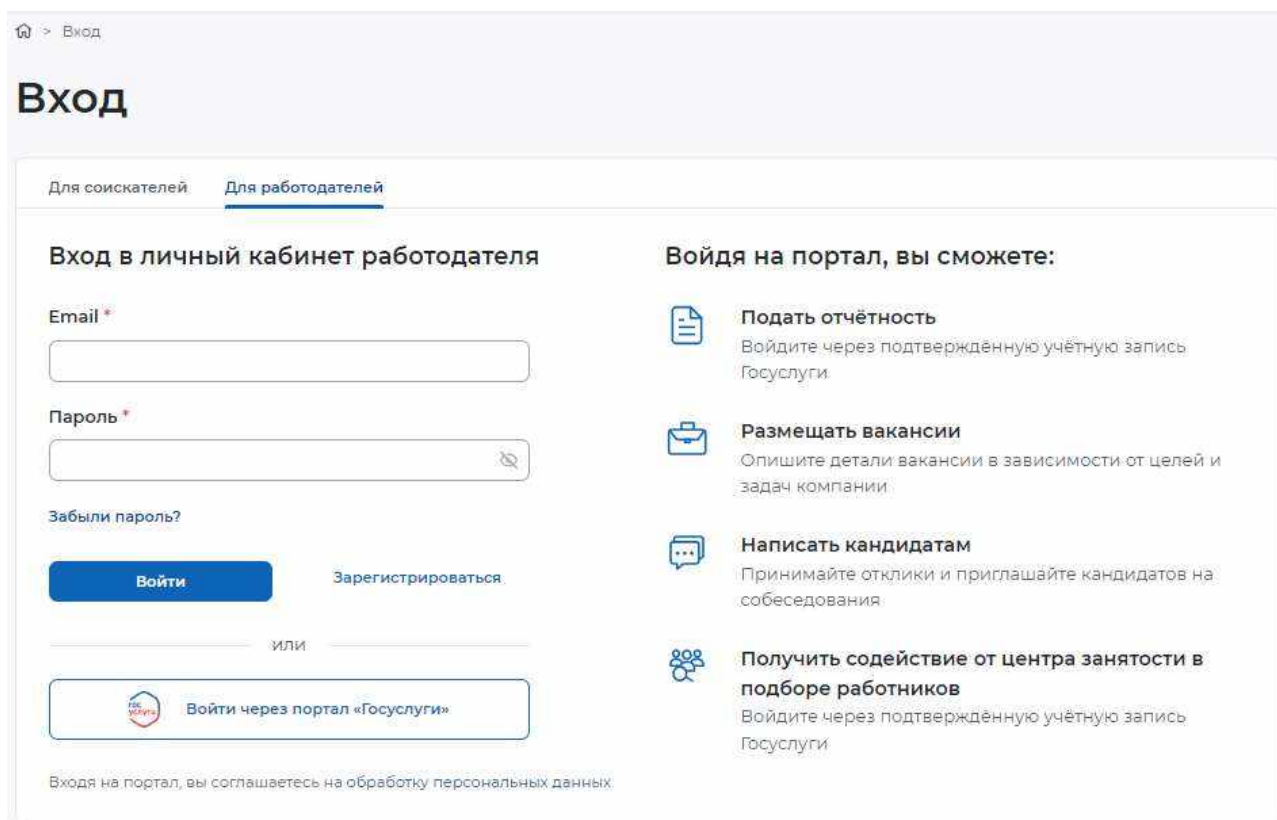 > Вход
Вход
Для соискателей Для работодателей
Вход в личный кабинет работодателя
Email *
Пароль *
Забыли пароль?
Войти Зарегистрироваться
или
гос
услуги
Войти через портал «Госуслуги»
Входя на портал, вы соглашаетесь на обработку персональных данных
Войдя на портал, вы сможете:
Подать отчётность
Войдите через подтверждённую учётную запись
Госуслуги
Размещать вакансии
Опишите детали вакансии в зависимости от целей и
задач компании
Написать кандидатам
Принимайте отклики и приглашайте кандидатов на
собеседования
Получить содействие от центра занятости в
подборе работников
Войдите через подтверждённую учётную запись
Госуслуги